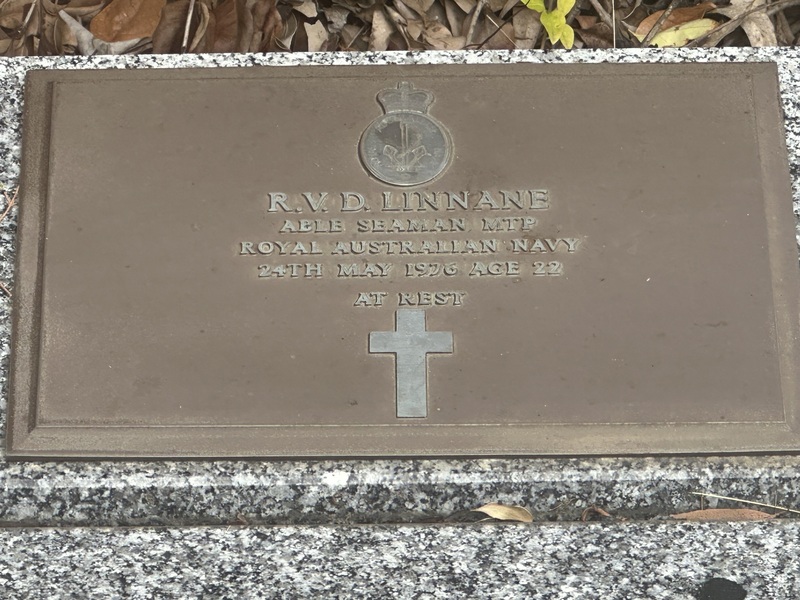 R.V.D. LINNANE
ABLE SEAMAN MTP
ROYAL AUSTRALIAN NAVY
24TH MAY 1976 AGE 22
AT REST